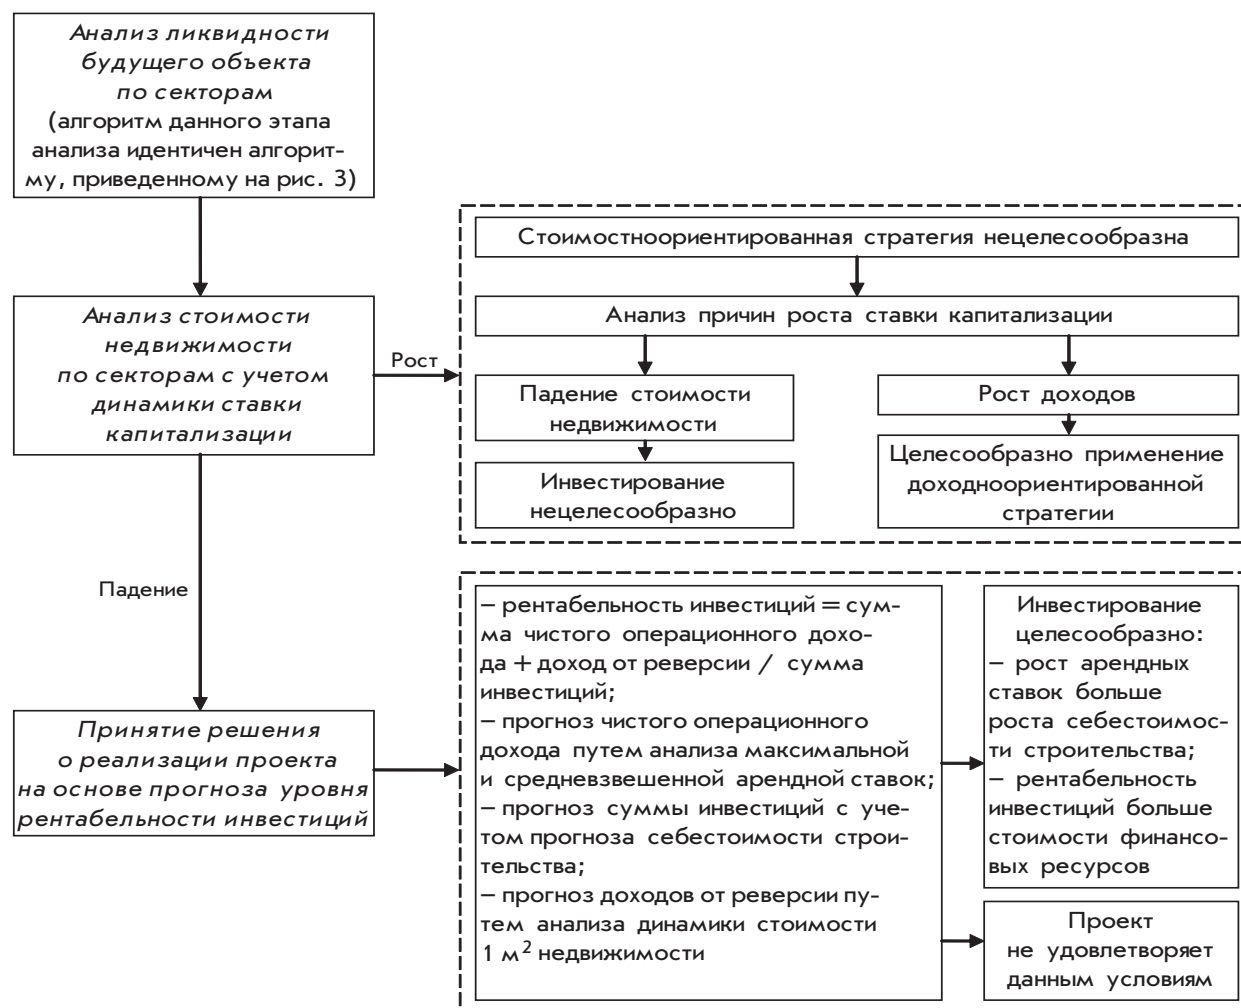 Анализ ликвидности
будущего объекта
по секторам
(алгоритм данного этапа
анализа идентичен алгорит-
му, приведенному на рис. 3)
Стоимостноориентированная стратегия нецелесообразна
Анализ причин роста ставки капитализации
Анализ стоимости
недвижимости
по секторам с учетом
динамики ставки
капитализации
Рост
Падение стоимости
недвижимости
Рост доходов
Инвестирование
нецелесообразно
Целесообразно применение
доходноориентированной
стратегии
Падение
Принятие решения
о реализации проекта
на основе прогноза уровня
рентабельности инвестиций
– рентабельность инвестиций = сум-
ма чистого операционного дохо-
да + доход от реверсии / сумма
инвестиций;
– прогноз чистого операционного
дохода путем анализа максимальной
и средневзвешенной арендной ставок;
– прогноз суммы инвестиций с уче-
том прогноза себестоимости строи-
тельства;
– прогноз доходов от реверсии пу-
тем анализа динамики стоимости
1 м² недвижимости
Инвестирование
целесообразно:
– рост арендных
ставок больше
роста себестоимос-
ти строительства;
– рентабельность
инвестиций больше
стоимости финансо-
вых ресурсов
Проект
не удовлетворяет
данным условиям